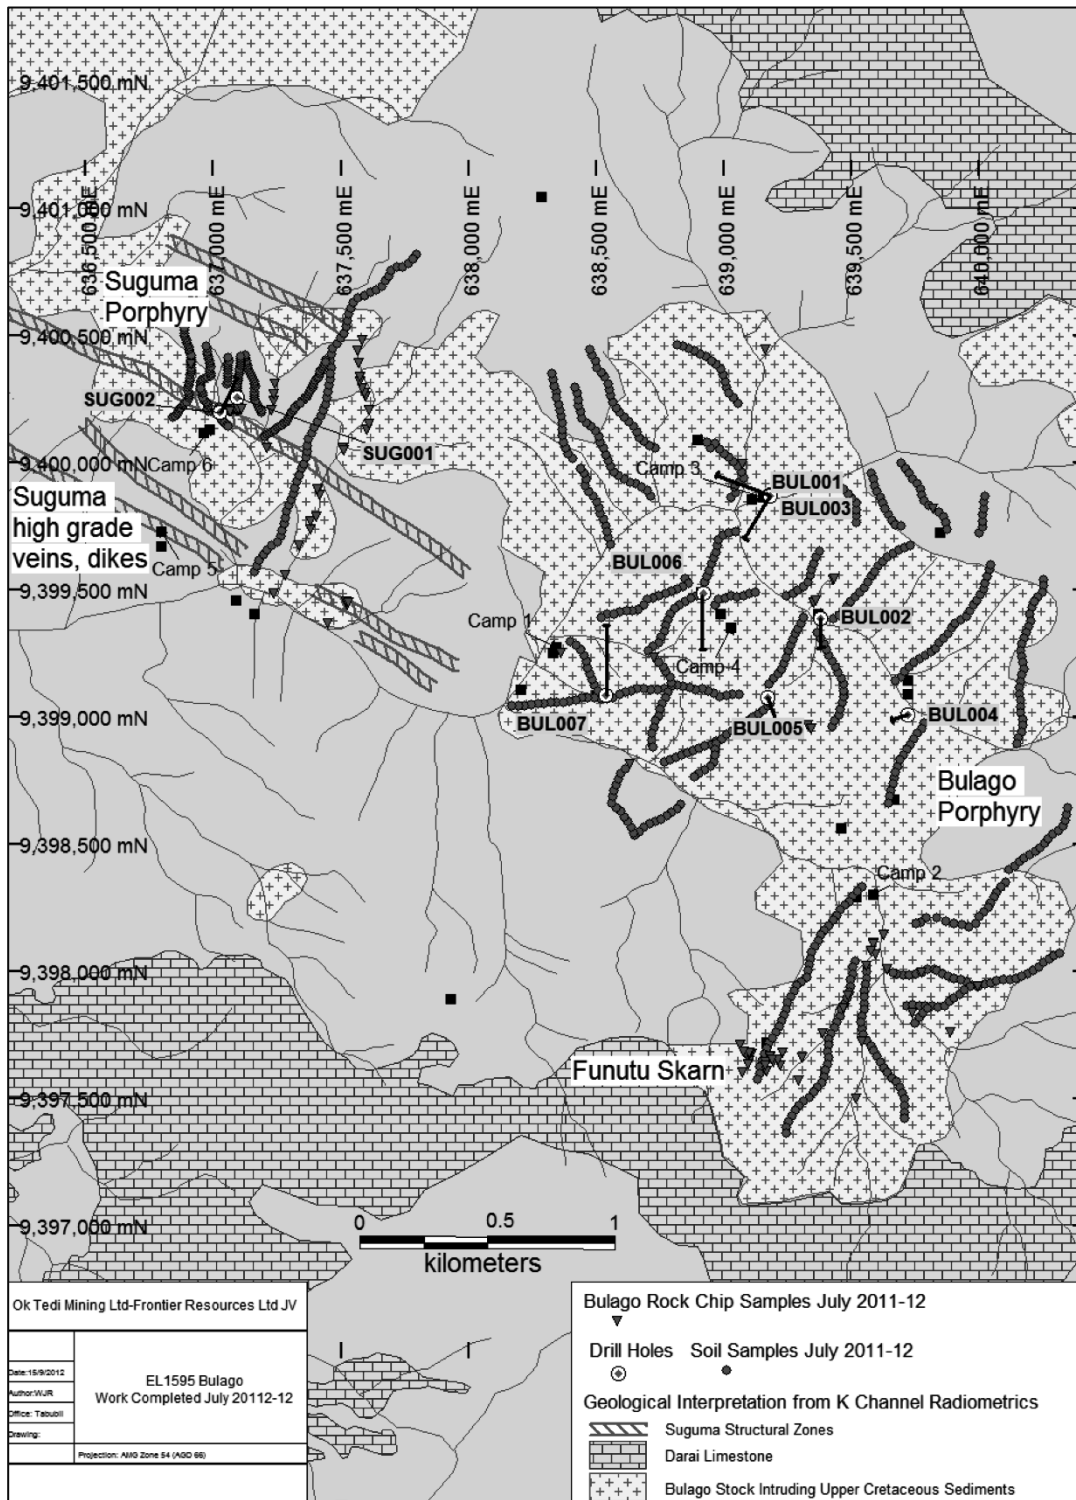 9,401,500 mN
9,401,000 mN
636,500 mE
637,000 mE
637,500 mE
638,000 mE
638,500 mE
639,000 mE
639,500 mE
640,000 mE
Suguma
Porphyry
9,400,500 mN
SUG002
SUG001
Camp 6
9,400,000 mN
Camp 3
BUL001
BUL003
Suguma
high grade
veins, dikes
Camp 5
BUL006
9,399,500 mN
Camp 1
BUL002
Camp 4
9,399,000 mN
BUL007
BUL005
BUL004
Bulago
Porphyry
9,398,500 mN
Camp 2
9,398,000 mN
Funutu Skarn
9,397,500 mN
9,397,000 mN
0 0.5 1
kilometers
Ok Tedi Mining Ltd-Frontier Resources Ltd JV
Date:15/9/2012
Author:WJR
Office: Tabubil
Drawing:
EL1595 Bulago
Work Completed July 20112-12
Projection: AMG Zone 54 (AGD 66)
Bulago Rock Chip Samples July 2011-12
Drill Holes Soil Samples July 2011-12
Geological Interpretation from K Channel Radiometrics
Suguma Structural Zones
Darai Limestone
Bulago Stock Intruding Upper Cretaceous Sediments